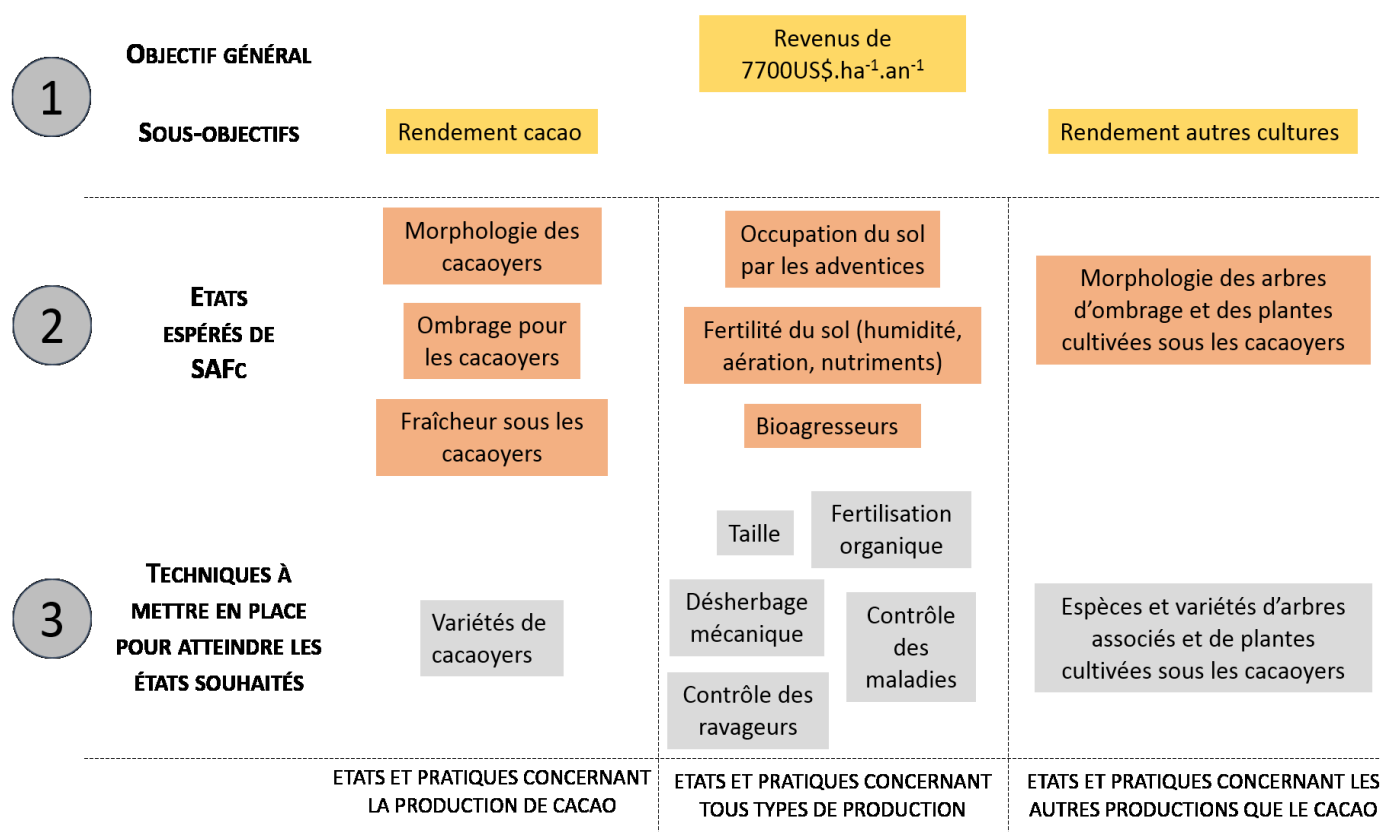 1
OBJECTIF GÉNÉRAL
Revenus de
7700US$.ha⁻¹.an⁻¹
SOUS-OBJECTIFS
Rendement cacao
Rendement autres cultures
2
ETATS
ESPÉRÉS DE
SAFC
Morphologie des
cacaoyers
Ombrage pour
les cacaoyers
Fraîcheur sous les
cacaoyers
Occupation du sol
par les adventices
Fertilité du sol (humidité,
aération, nutriments)
Bioagresseurs
Morphologie des arbres
d’ombrage et des plantes
cultivées sous les cacaoyers
3
TECHNIQUES À
METTRE EN PLACE
POUR ATTEINDRE LES
ÉTATS SOUHAITÉS
Variétés de
cacaoyers
Taille
Fertilisation
organique
Désherbage
mécanique
Contrôle
des
maladies
Contrôle des
ravageurs
Espèces et variétés d’arbres
associés et de plantes
cultivées sous les cacaoyers
ETATS ET PRATIQUES CONCERNANT
LA PRODUCTION DE CACAO
ETATS ET PRATIQUES CONCERNANT
TOUS TYPES DE PRODUCTION
ETATS ET PRATIQUES CONCERNANT LES
AUTRES PRODUCTIONS QUE LE CACAO